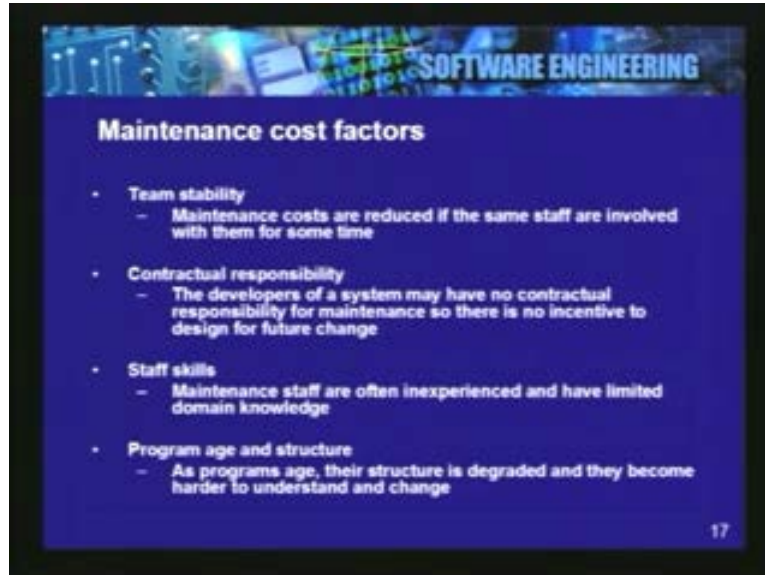 SOFTWARE ENGINEERING
Maintenance cost factors
• Team stability
– Maintenance costs are reduced if the same staff are involved
with them for some time
• Contractual responsibility
– The developers of a system may have no contractual
responsibility for maintenance so there is no incentive to
design for future change
• Staff skills
– Maintenance staff are often inexperienced and have limited
domain knowledge
• Program age and structure
– As programs age, their structure is degraded and they become
harder to understand and change
17